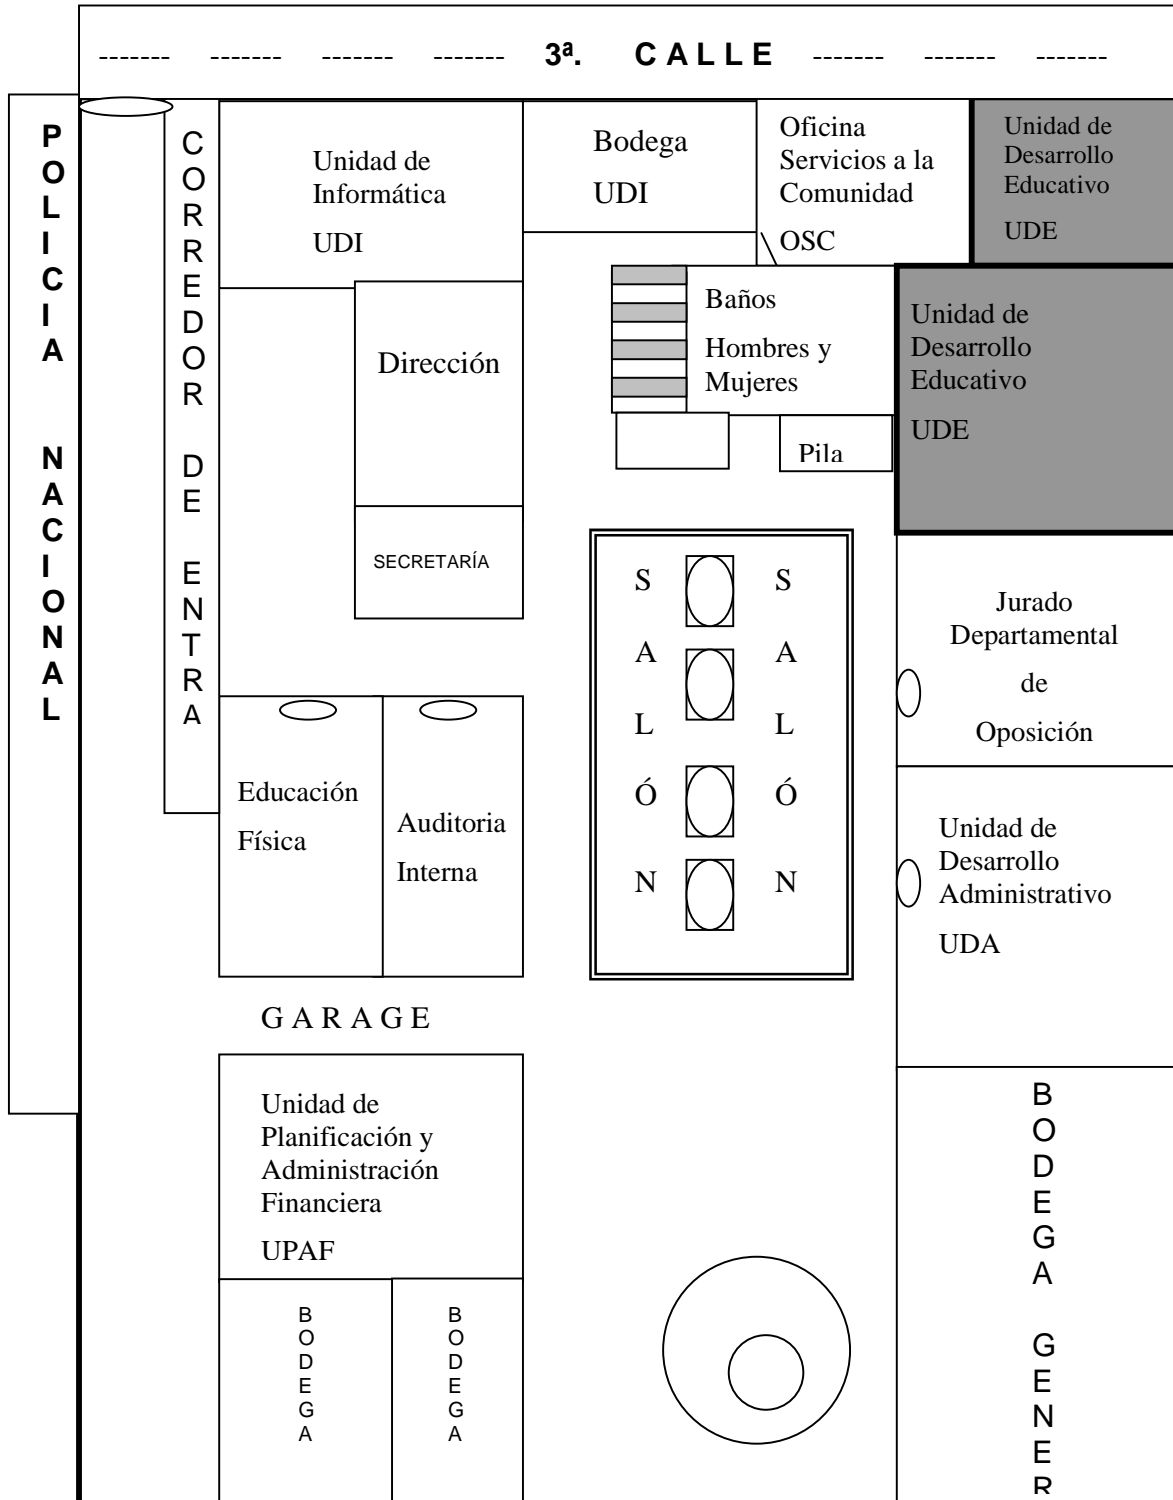 ------- ------- ------- ------- 3ª. CALLE ------- ------- -------
POLICIA NACIONAL
CORREDOR DE ENTRA
Unidad de
Informática
UDI
Bodega
UDI
Oficina
Servicios a la
Comunidad
OSC
Unidad de
Desarrollo
Educativo
UDE
Dirección
Baños
Hombres y
Mujeres
Unidad de
Desarrollo
Educativo
UDE
Pila
SECRETARÍA
SALÓN
SALÓN
Jurado
Departamental
de
Oposición
Educación
Física
Auditoria
Interna
Unidad de
Desarrollo
Administrativo
UDA
GARAGE
Unidad de
Planificación y
Administración
Financiera
UPAF
BODEGA
BODEGA
BODEGA GENER